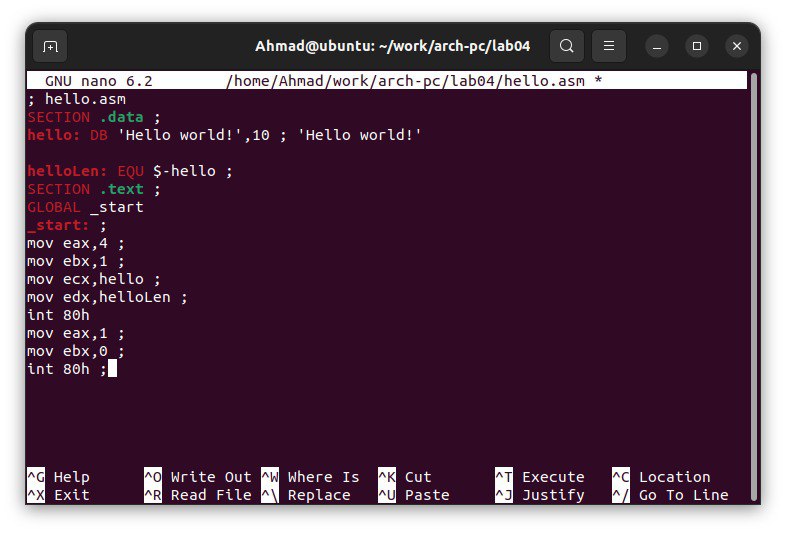 Ahmad@ubuntu: ~/work/arch-pc/lab04
GNU nano 6.2 /home/Ahmad/work/arch-pc/lab04/hello.asm *
; hello.asm
SECTION .data ;
hello: DB 'Hello world!',10 ; 'Hello world!'
helloLen: EQU $-hello ;
SECTION .text ;
GLOBAL _start
_start: ;
mov eax,4 ;
mov ebx,1 ;
mov ecx,hello ;
mov edx,helloLen ;
int 80h
mov eax,1 ;
mov ebx,0 ;
int 80h ;
^G Help ^O Write Out ^W Where Is ^K Cut ^T Execute ^C Location
^X Exit ^R Read File ^\ Replace ^U Paste ^J Justify ^/ Go To Line